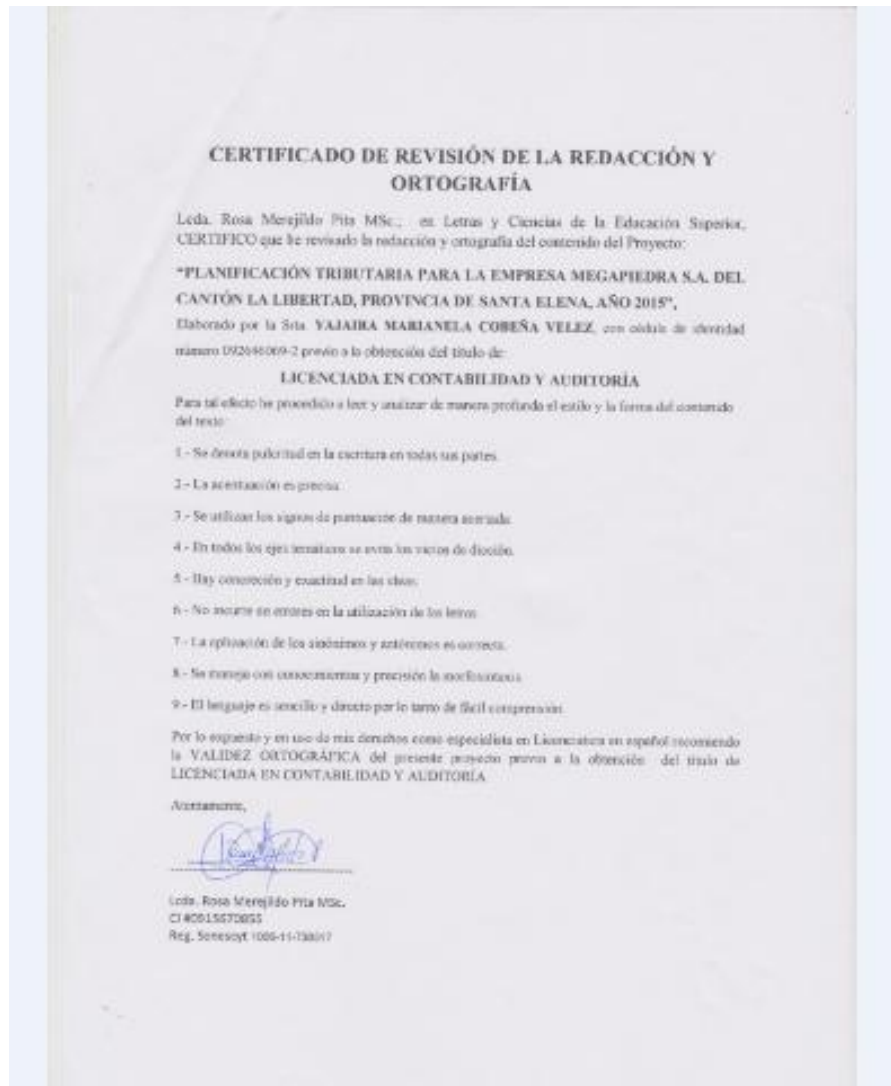 CERTIFICADO DE REVISIÓN DE LA REDACCIÓN Y
ORTOGRAFÍA
Lcda. Rosa Merejildo Pita MSc., en Letras y Ciencias de la Educación Superior,
CERTIFICO que he revisado la redacción y ortografía del contenido del Proyecto:
“PLANIFICACIÓN TRIBUTARIA PARA LA EMPRESA MEGAPIEDRA S.A. DEL
CANTÓN LA LIBERTAD, PROVINCIA DE SANTA ELENA, AÑO 2015”,
Elaborado por la Srta. YAJAIRA MARIANELA COBEÑA VELEZ, con cédula de identidad
número previo a la obtención del título de:
LICENCIADA EN CONTABILIDAD Y AUDITORÍA
Para tal efecto he procedido a leer y analizar de manera profunda el estilo y la forma del contenido
del texto:
1.- Se denota pulcritud en la escritura en todas sus partes.
2.- La acentuación es precisa.
3.- Se utilizan los signos de puntuación de manera acertada.
4.- En todos los ejes temáticos se evita los vicios de dicción.
5.- Hay concreción y exactitud en las ideas.
6.- No incurre en errores en la utilización de las letras.
7.- La aplicación de los sinónimos y antónimos es correcta.
8.- Se maneja con conocimientos y precisión la morfosintaxis.
9.- El lenguaje es sencillo y directo por lo tanto de fácil comprensión.
Por lo expuesto y en uso de mis derechos como especialista en Licenciatura en español recomiendo
la VALIDEZ ORTOGRÁFICA del presente proyecto previo a la obtención del título de
LICENCIADA EN CONTABILIDAD Y AUDITORÍA
Atentamente,
Lcda. Rosa Merejildo Pita MSc.
CI #0915670855
Reg. Senescyt